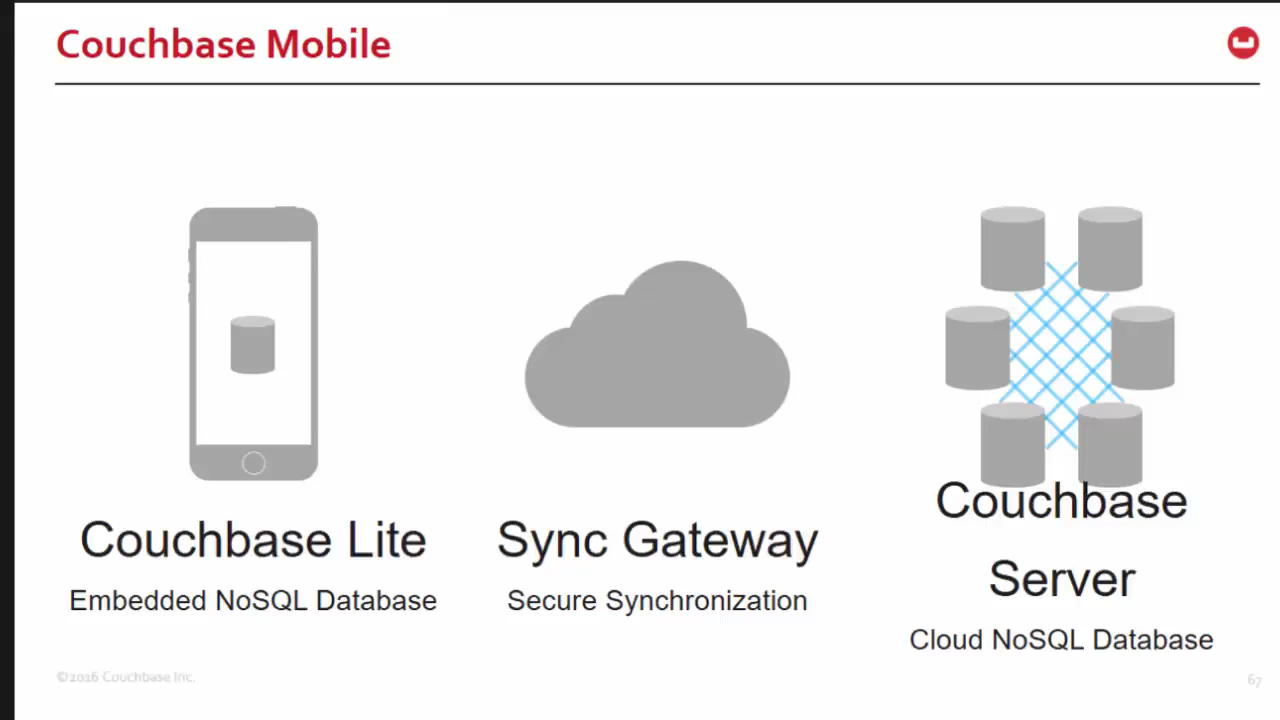 Couchbase Mobile
Couchbase Lite
Embedded NoSQL Database
Sync Gateway
Secure Synchronization
Couchbase
Server
Cloud NoSQL Database
©2016 Couchbase Inc.
67